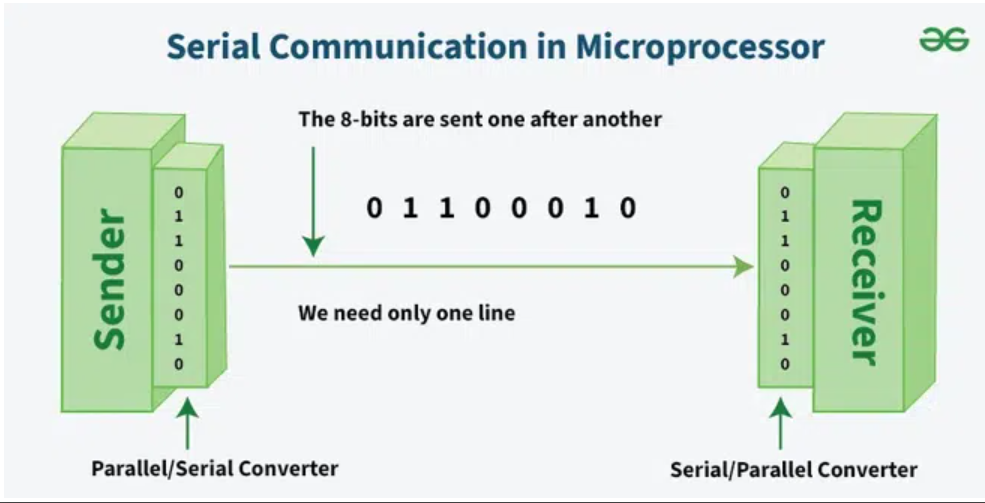 Serial Communication in Microprocessor
The 8-bits are sent one after another
0 1 1 0 0 0 1 0
We need only one line
Sender
0
1
1
0
0
0
1
0
0
1
1
0
0
0
1
0
Receiver
Parallel/Serial Converter
Serial/Parallel Converter